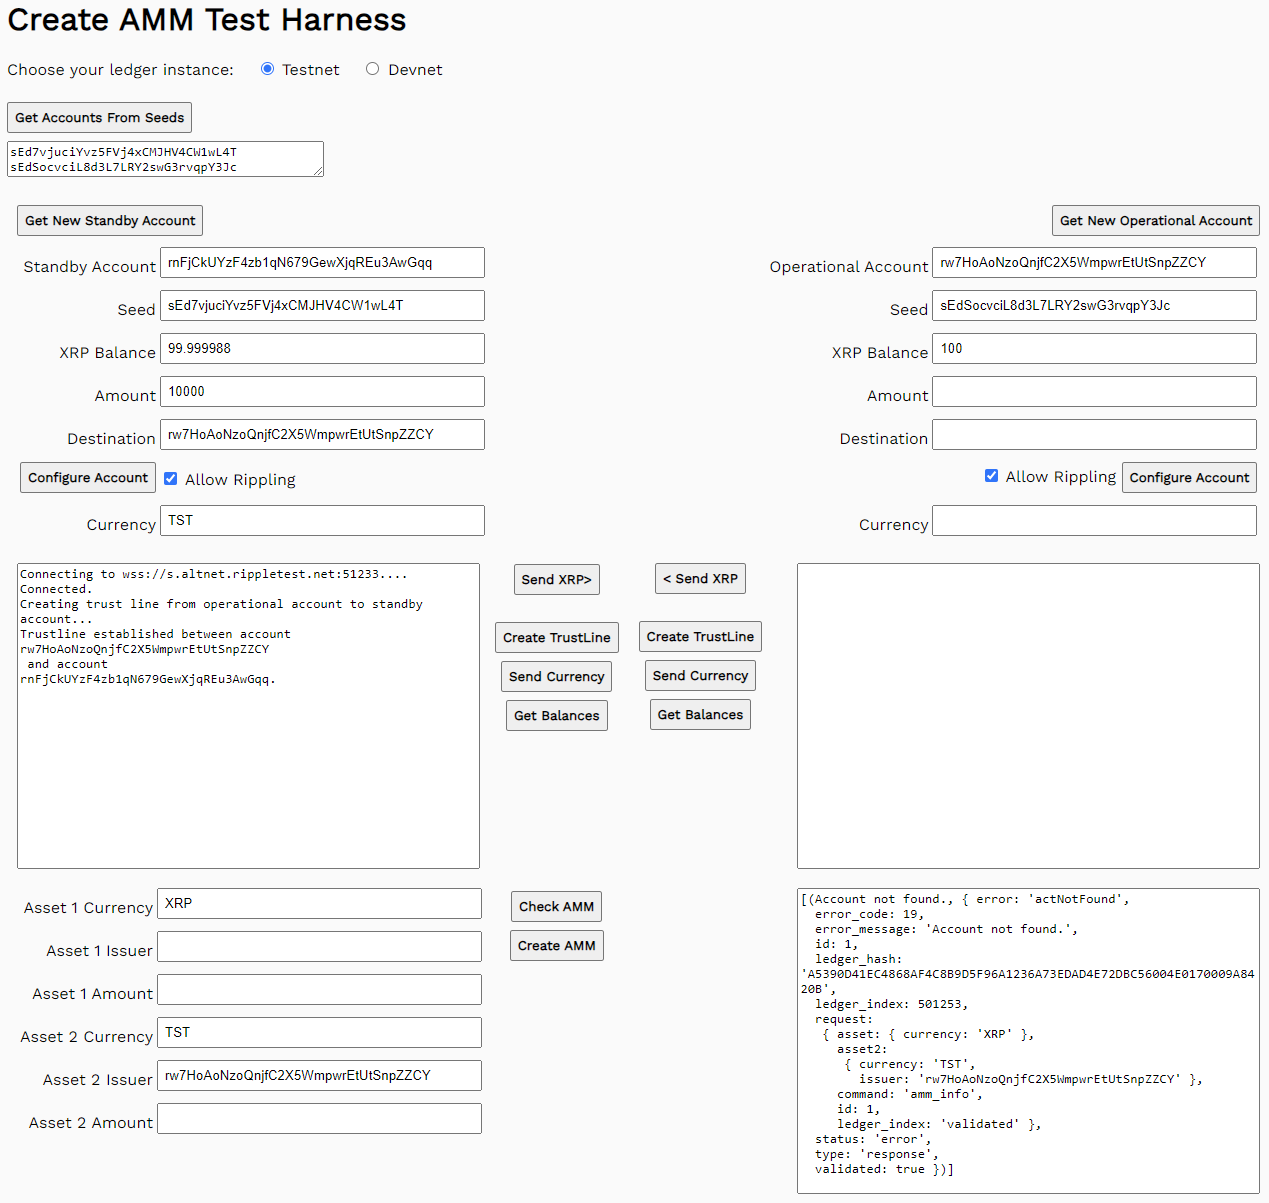 Create AMM Test Harness
Choose your ledger instance: Testnet Devnet
Get Accounts From Seeds
sEd7vjuciYvz5FVj4xCMJHV4CW1wL4T
sEdSocvciL8d3L7LRY2swG3rvqpY3Jc
Get New Standby Account
Get New Operational Account
Standby Account rnFjCkUYzF4zb1qN679GewXjqREu3AwGqq
Operational Account rw7HoAoNzoQnjfC2X5WmpwrEtUtSnpZZCY
Seed sEd7vjuciYvz5FVj4xCMJHV4CW1wL4T
Seed sEdSocvciL8d3L7LRY2swG3rvqpY3Jc
XRP Balance 99.999988
XRP Balance 100
Amount 10000
Amount
Destination rw7HoAoNzoQnjfC2X5WmpwrEtUtSnpZZCY
Destination
Configure Account Allow Rippling
Allow Rippling Configure Account
Currency TST
Currency
Connecting to wss://s.altnet.rippletest.net:51233....
Connected.
Creating trust line from operational account to standby
account...
Trustline established between account
rw7HoAoNzoQnjfC2X5WmpwrEtUtSnpZZCY
and account
rnFjCkUYzF4zb1qN679GewXjqREu3AwGqq.
Send XRP>
< Send XRP
Create TrustLine
Create TrustLine
Send Currency
Send Currency
Get Balances
Get Balances
Asset 1 Currency XRP
Asset 1 Issuer
Asset 1 Amount
Asset 2 Currency TST
Asset 2 Issuer rw7HoAoNzoQnjfC2X5WmpwrEtUtSnpZZCY
Asset 2 Amount
Check AMM
Create AMM
[(Account not found., { error: 'actNotFound',
error_code: 19,
error_message: 'Account not found.',
id: 1,
ledger_hash:
'A5390D41EC4868AF4C8B9D5F96A1236A73EDAD4E72DBC56004E0170009A84
20B',
ledger_index: 501253,
request:
{ asset: { currency: 'XRP' },
asset2:
{ currency: 'TST',
issuer: 'rw7HoAoNzoQnjfC2X5WmpwrEtUtSnpZZCY' },
command: 'amm_info',
id: 1,
ledger_index: 'validated' },
status: 'error',
type: 'response',
validated: true })]